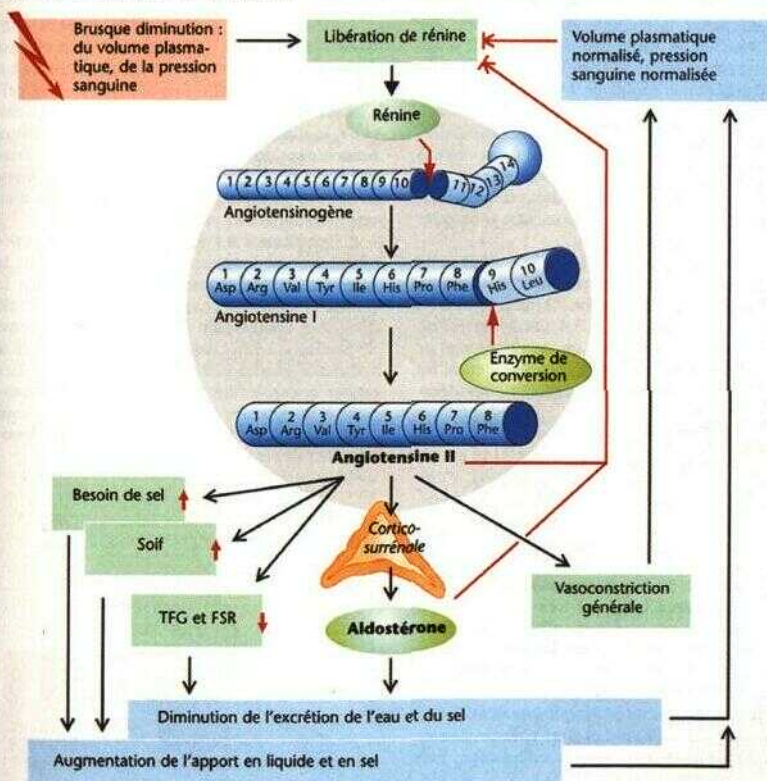 Brusque diminution :
du volume plasma-
tique, de la pression
sanguine
Libération de rénine
Volume plasmatique
normalisé, pression
sanguine normalisée
Rénine
1 2 3 4 5 6 7 8 9 10 11 12 13 14
Angiotensinogène
1 2 3 4 5 6 7 8 9 10
Asp Arg Val Tyr Ile His Pro Phe His Leu
Angiotensine I
Enzyme de
conversion
1 2 3 4 5 6 7 8
Asp Arg Val Tyr Ile His Pro Phe
Angiotensine II
Besoin de sel
Soif
TFG et FSR
Cortico-
surrénale
Aldostérone
Vasoconstriction
générale
Diminution de l'excrétion de l'eau et du sel
Augmentation de l'apport en liquide et en sel